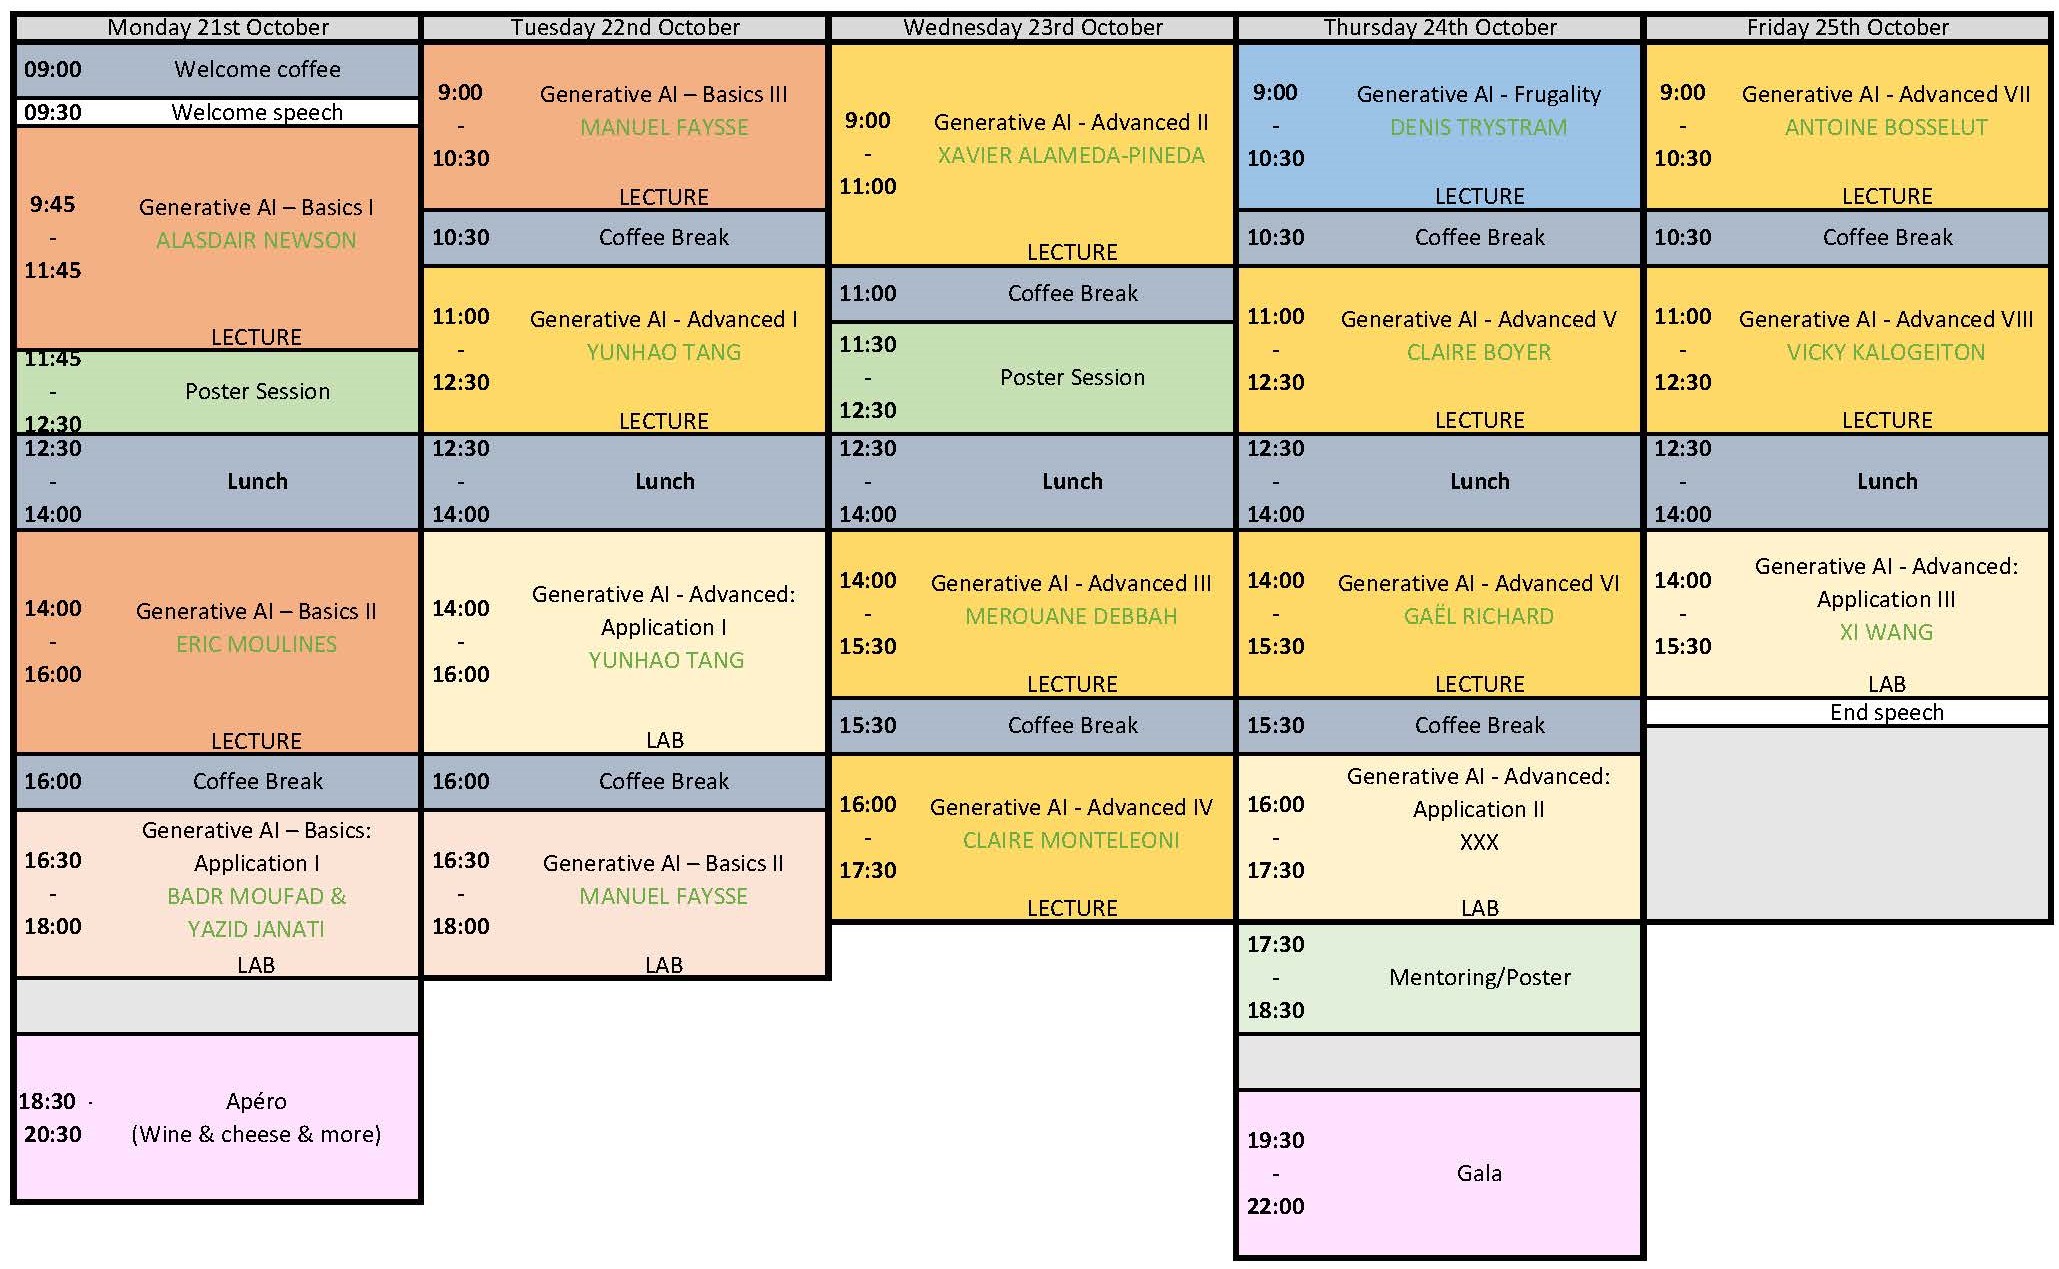 Monday 21st October
09:00 Welcome coffee
09:30 Welcome speech
9:45
-
11:45
Generative AI – Basics I
ALASDAIR NEWSON
LECTURE
11:45
-
12:30
Poster Session
12:30
-
14:00
Lunch
14:00
-
16:00
Generative AI – Basics II
ERIC MOULINES
LECTURE
16:00 Coffee Break
16:30
-
18:00
Generative AI – Basics:
Application I
BADR MOUFAD &
YAZID JANATI
LAB
18:30 -
20:30
Apéro
(Wine & cheese & more)
Tuesday 22nd October
9:00
-
10:30
Generative AI – Basics III
MANUEL FAYSSE
LECTURE
10:30 Coffee Break
11:00
-
12:30
Generative AI - Advanced I
YUNHAO TANG
LECTURE
12:30
-
14:00
Lunch
14:00
-
16:00
Generative AI - Advanced:
Application I
YUNHAO TANG
LAB
16:00 Coffee Break
16:30
-
18:00
Generative AI – Basics II
MANUEL FAYSSE
LAB
Wednesday 23rd October
9:00
-
11:00
Generative AI - Advanced II
XAVIER ALAMEDA-PINEDA
LECTURE
11:00 Coffee Break
11:30
-
12:30
Poster Session
12:30
-
14:00
Lunch
14:00
-
15:30
Generative AI - Advanced III
MEROUANE DEBBAH
LECTURE
15:30 Coffee Break
16:00
-
17:30
Generative AI - Advanced IV
CLAIRE MONTELEONI
LECTURE
Thursday 24th October
9:00
-
10:30
Generative AI - Frugality
DENIS TRYSTRAM
LECTURE
10:30 Coffee Break
11:00
-
12:30
Generative AI - Advanced V
CLAIRE BOYER
LECTURE
12:30
-
14:00
Lunch
14:00
-
15:30
Generative AI - Advanced VI
GAËL RICHARD
LECTURE
15:30 Coffee Break
16:00
-
17:30
Generative AI - Advanced:
Application II
XXX
LAB
17:30
-
18:30
Mentoring/Poster
19:30
-
22:00
Gala
Friday 25th October
9:00
-
10:30
Generative AI - Advanced VII
ANTOINE BOSSELUT
LECTURE
10:30 Coffee Break
11:00
-
12:30
Generative AI - Advanced VIII
VICKY KALOGEITON
LECTURE
12:30
-
14:00
Lunch
14:00
-
15:30
Generative AI - Advanced:
Application III
XI WANG
LAB
End speech